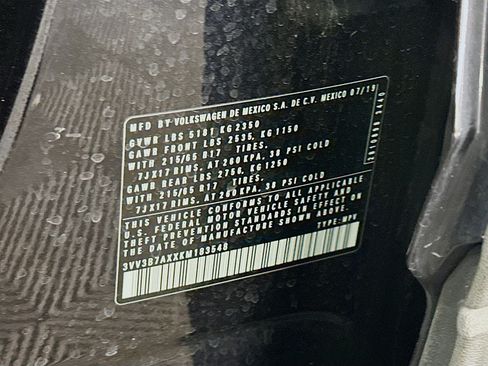 MFD BY VOLKSWAGEN DE MEXICO S.A. DE C.V. MEXICO 07/19
GVWR LBS 5181 KG 2350
GAWR FRONT LBS 2535, KG 1150
WITH 215/65 R17 TIRES,
7JX17 RIMS, AT 260 KPA, 38 PSI COLD
GAWR REAR LBS 2756, KG 1250
WITH 215/65 R17 TIRES,
7JX17 RIMS, AT 260 KPA, 38 PSI COLD
THIS VEHICLE CONFORMS TO ALL APPLICABLE
U.S. FEDERAL MOTOR VEHICLE SAFETY AND
THEFT PREVENTION STANDARDS IN EFFECT ON
THE DATE OF MANUFACTURE SHOWN ABOVE
3VV3B7AXXKM183548 TYPE: MPV